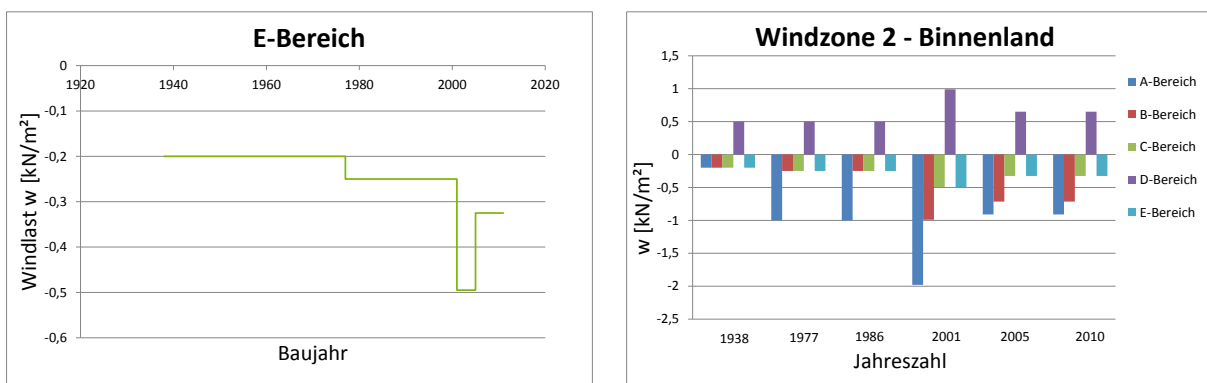 E-Bereich
0
1920 1940 1960 1980 2000 2020
-0,1
-0,2
-0,3
-0,4
-0,5
-0,6
Windlast w [kN/m²]
Baujahr
Windzone 2 - Binnenland
1,5
1
0,5
0
-0,5
-1
-1,5
-2
-2,5
w [kN/m²]
1938 1977 1986 2001 2005 2010
Jahreszahl
A-Bereich
B-Bereich
C-Bereich
D-Bereich
E-Bereich